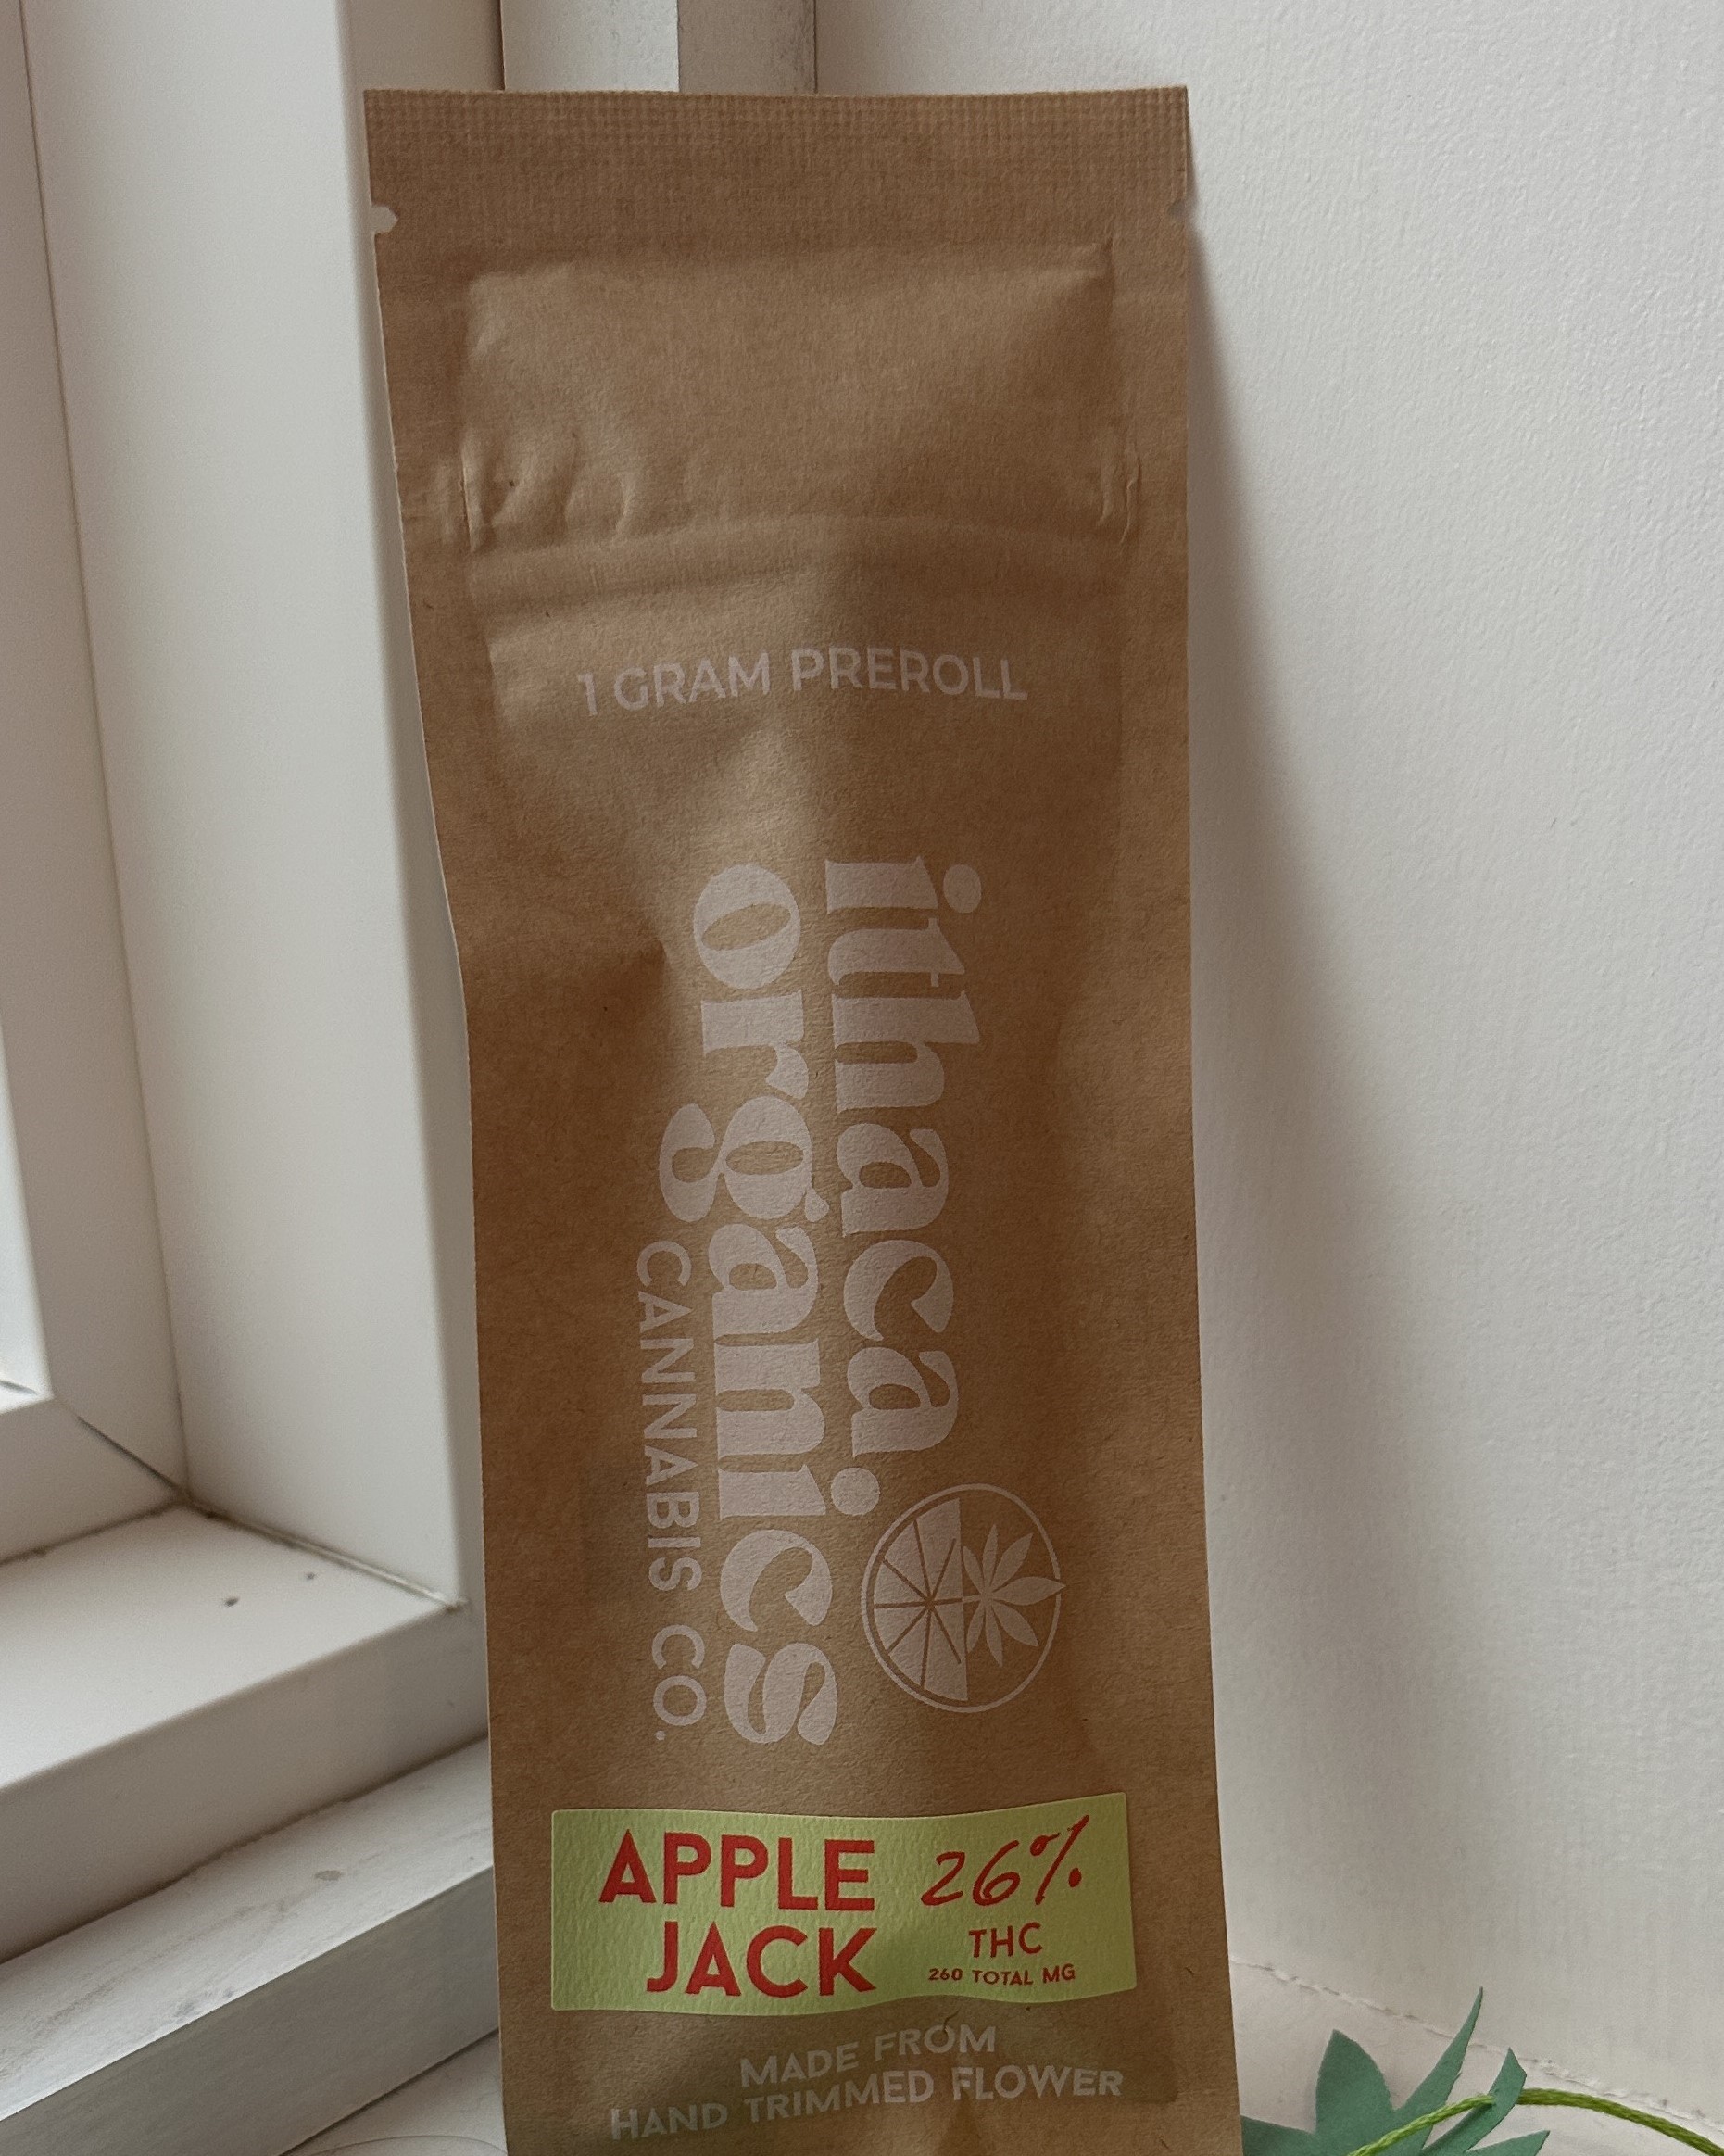 1 GRAM PREROLL
ithaca
organics
CANNABIS CO.
APPLE
JACK
26%
THC
260 TOTAL MG
MADE FROM
HAND TRIMMED FLOWER